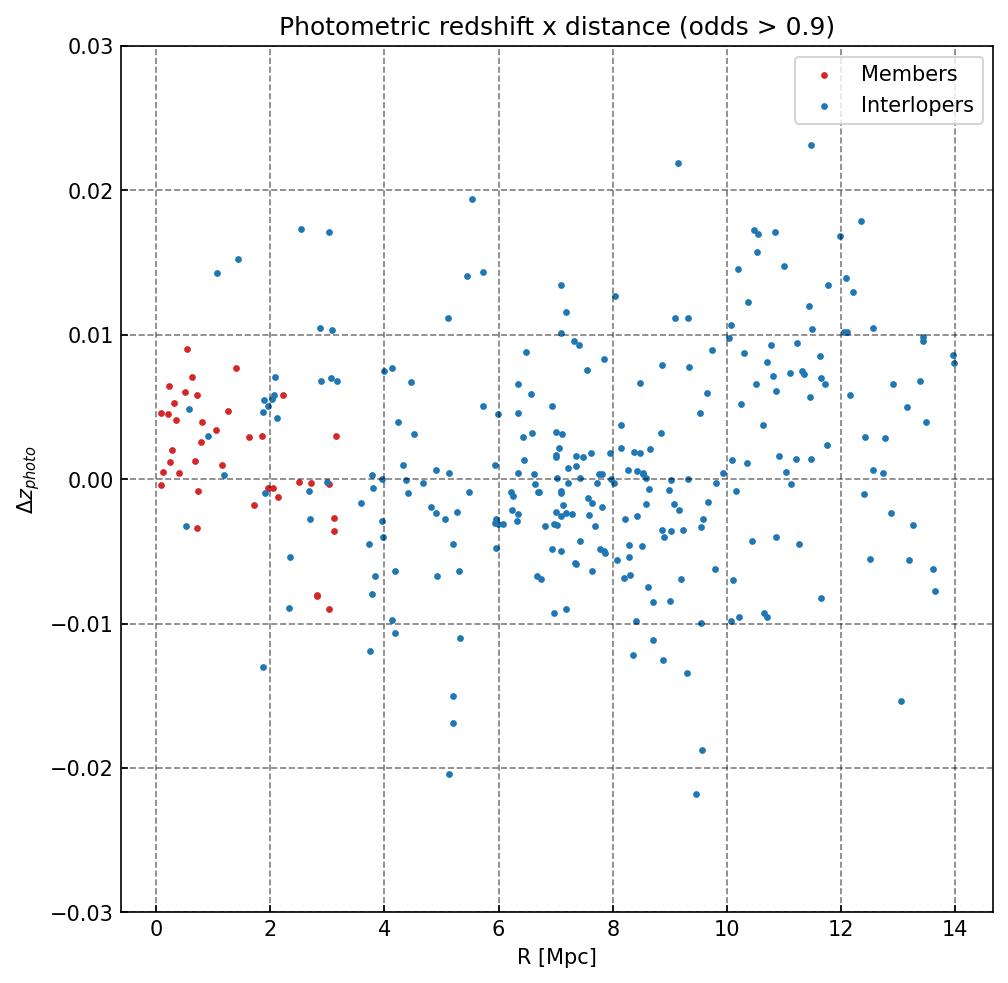 Photometric redshift x distance (odds > 0.9)
Members
Interlopers
0.03
0.02
0.01
0.00
−0.01
−0.02
−0.03
Δz_photo
0 2 4 6 8 10 12 14
R [Mpc]